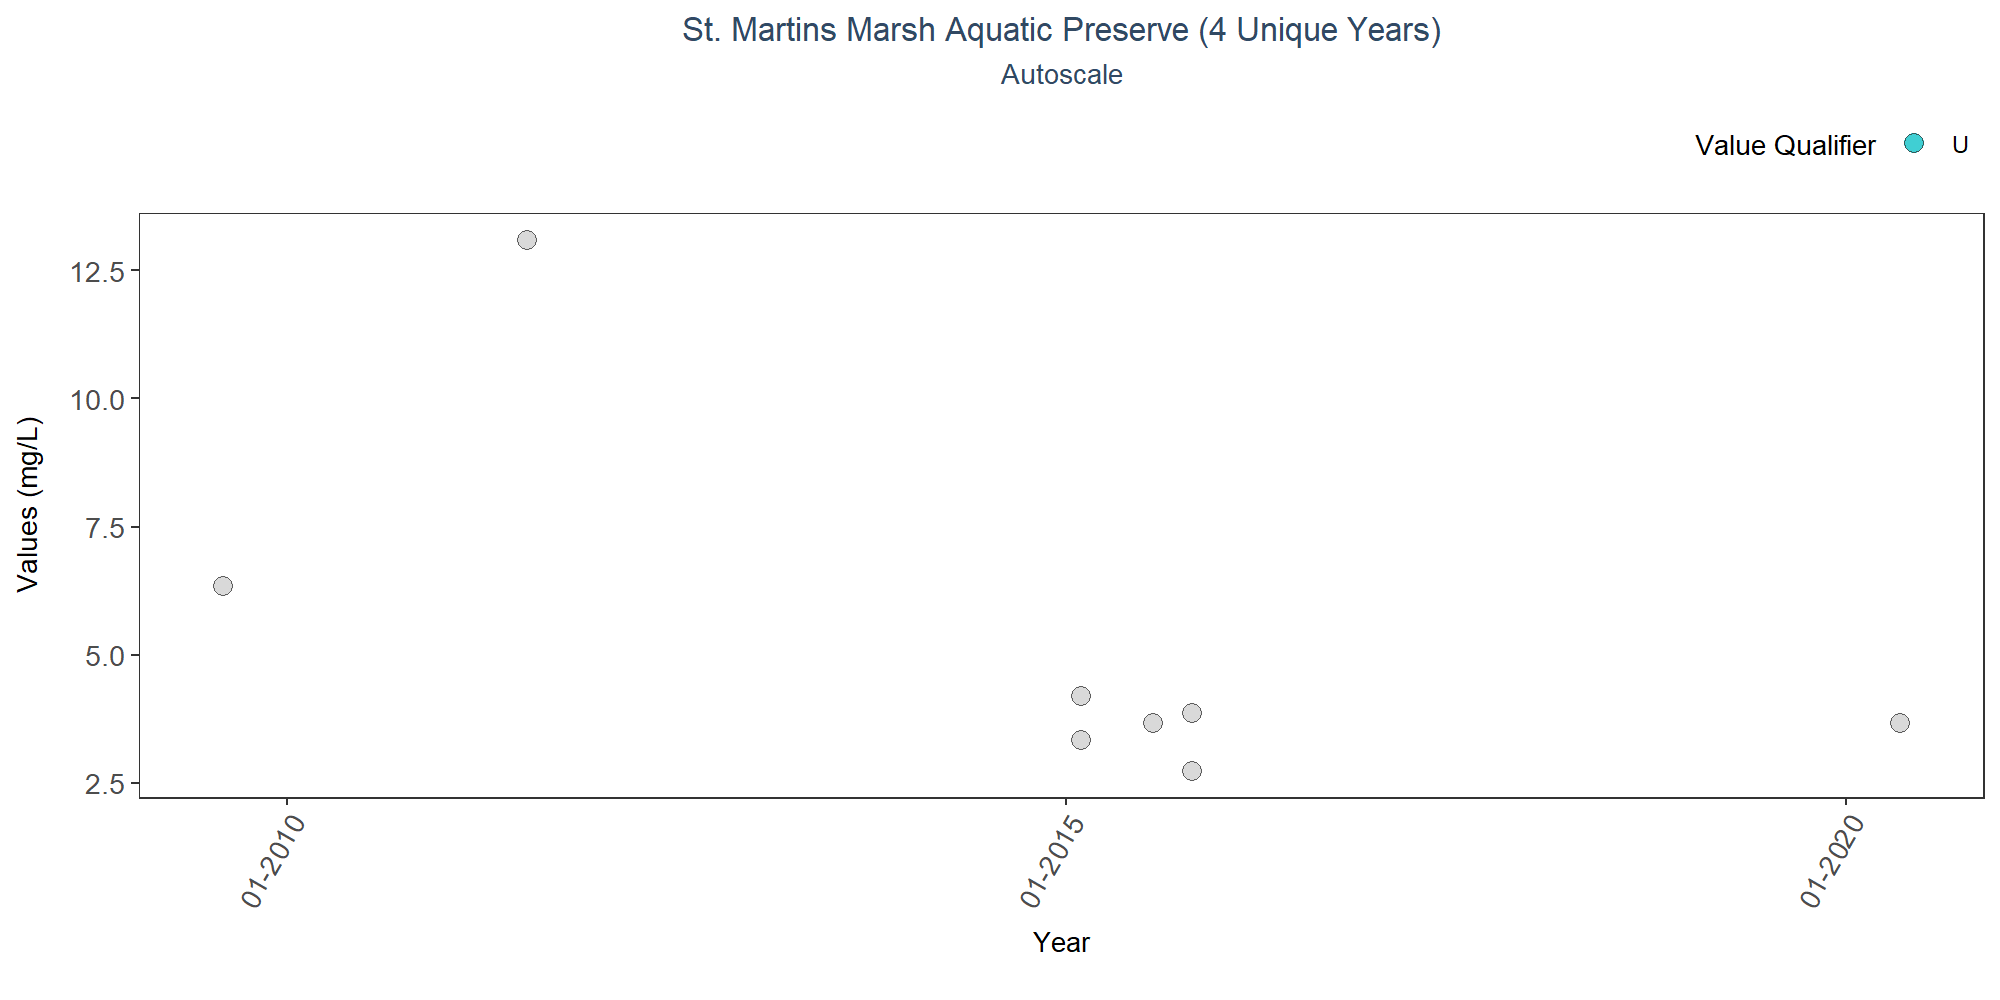 St. Martins Marsh Aquatic Preserve (4 Unique Years)
Autoscale
Value Qualifier U
Values (mg/L)
12.5
10.0
7.5
5.0
2.5
01-2010
01-2015
01-2020
Year